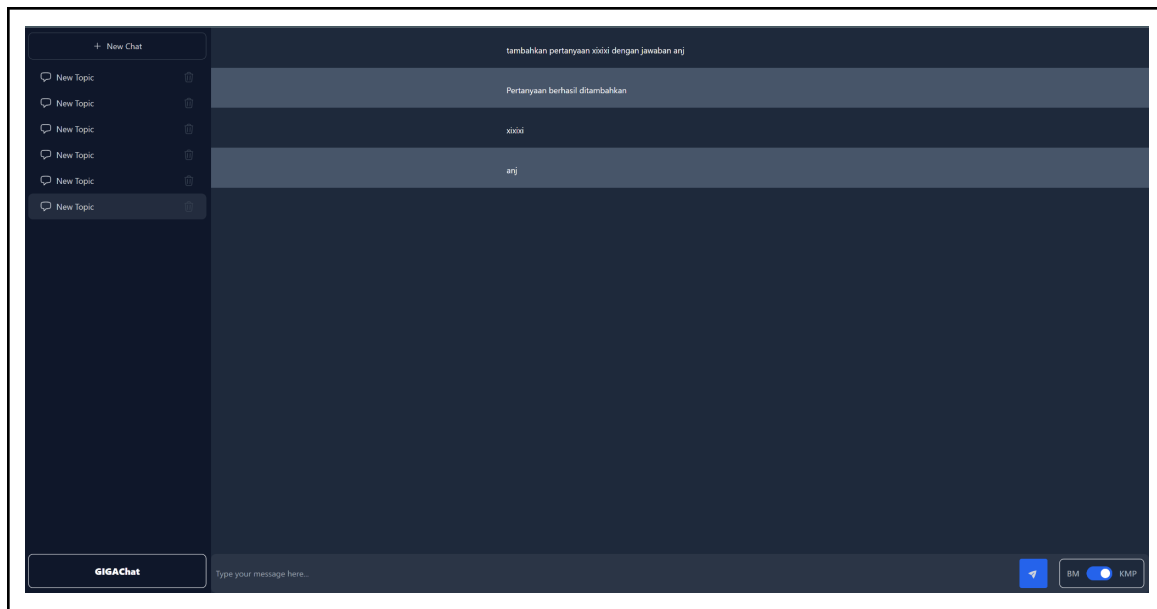 + New Chat
New Topic
New Topic
New Topic
New Topic
New Topic
New Topic
GIGAChat
tambahkan pertanyaan xixixi dengan jawaban anj
Pertanyaan berhasil ditambahkan
xixixi
anj
Type your message here...
BM KMP